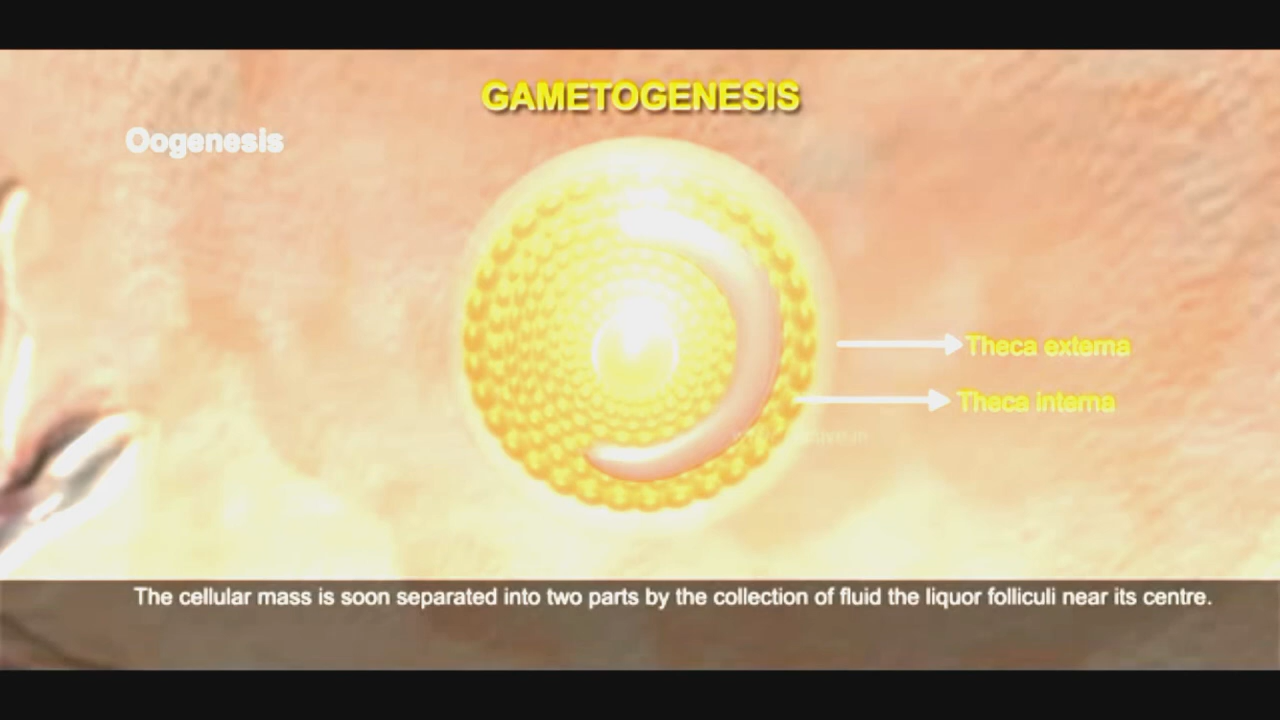 GAMETOGENESIS
Oogenesis
Theca externa
Theca interna
The cellular mass is soon separated into two parts by the collection of fluid the liquor folliculi near its centre.